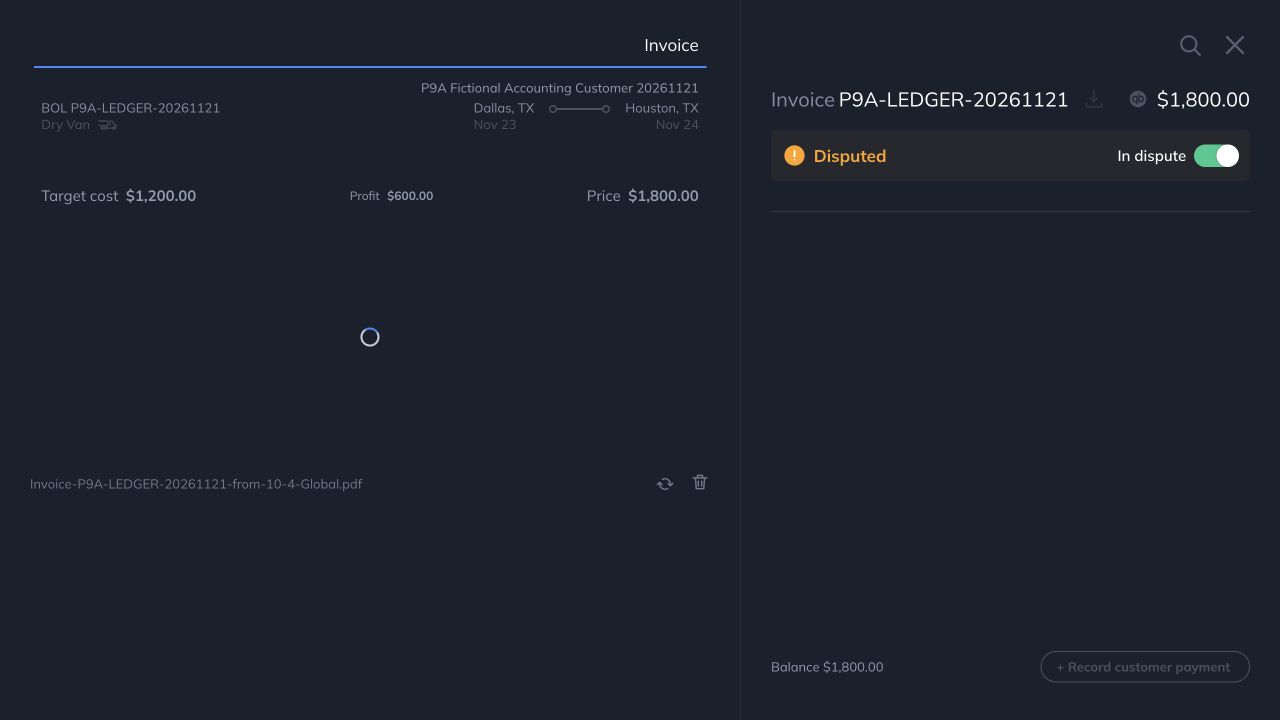 Invoice
P9A Fictional Accounting Customer 20261121
BOL P9A-LEDGER-20261121
Dallas, TX
Houston, TX
Dry Van
Nov 23
Nov 24
Target cost $1,200.00
Profit $600.00
Price $1,800.00
Invoice-P9A-LEDGER-20261121-from-10-4-Global.pdf
Invoice P9A-LEDGER-20261121
qb
$1,800.00
! Disputed
In dispute
Balance $1,800.00
+ Record customer payment